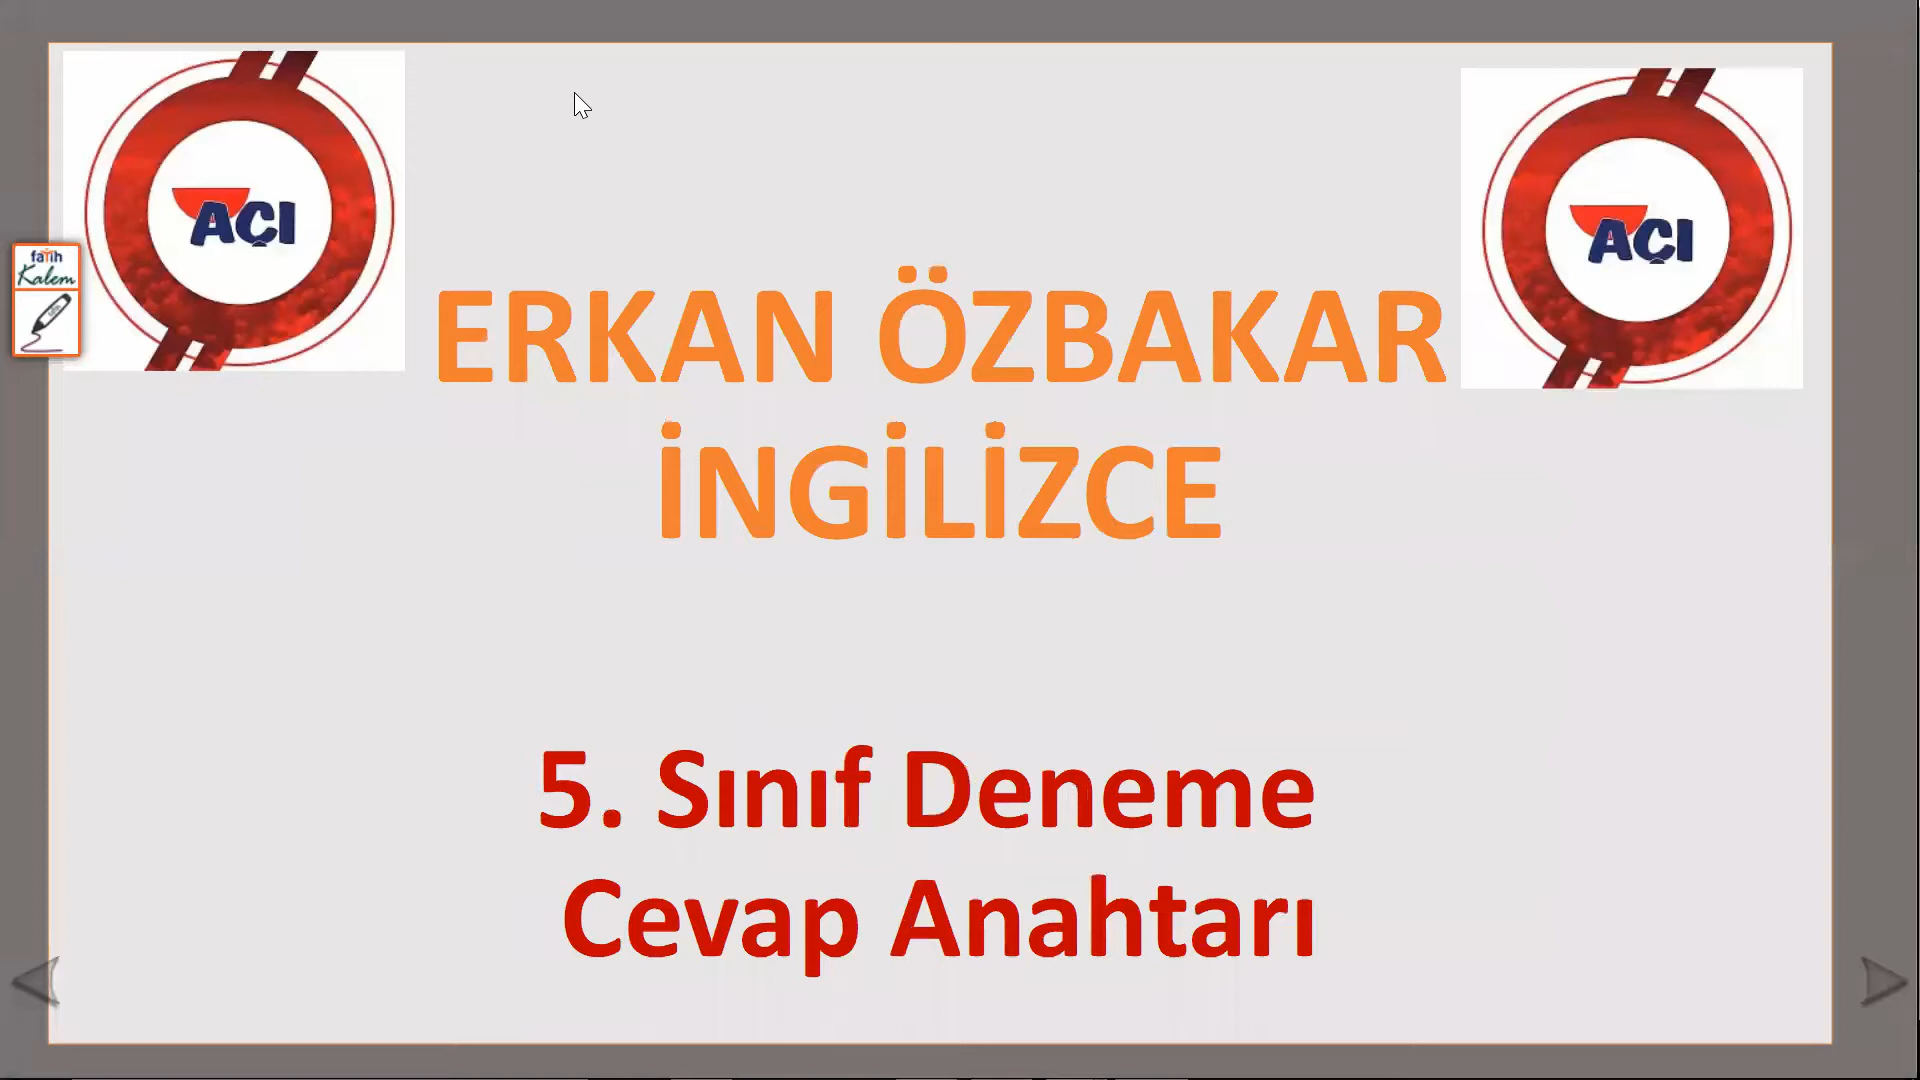 AÇI
AÇI
fatih
Kalem
ERKAN ÖZBAKAR
İNGİLİZCE
5. Sınıf Deneme
Cevap Anahtarı